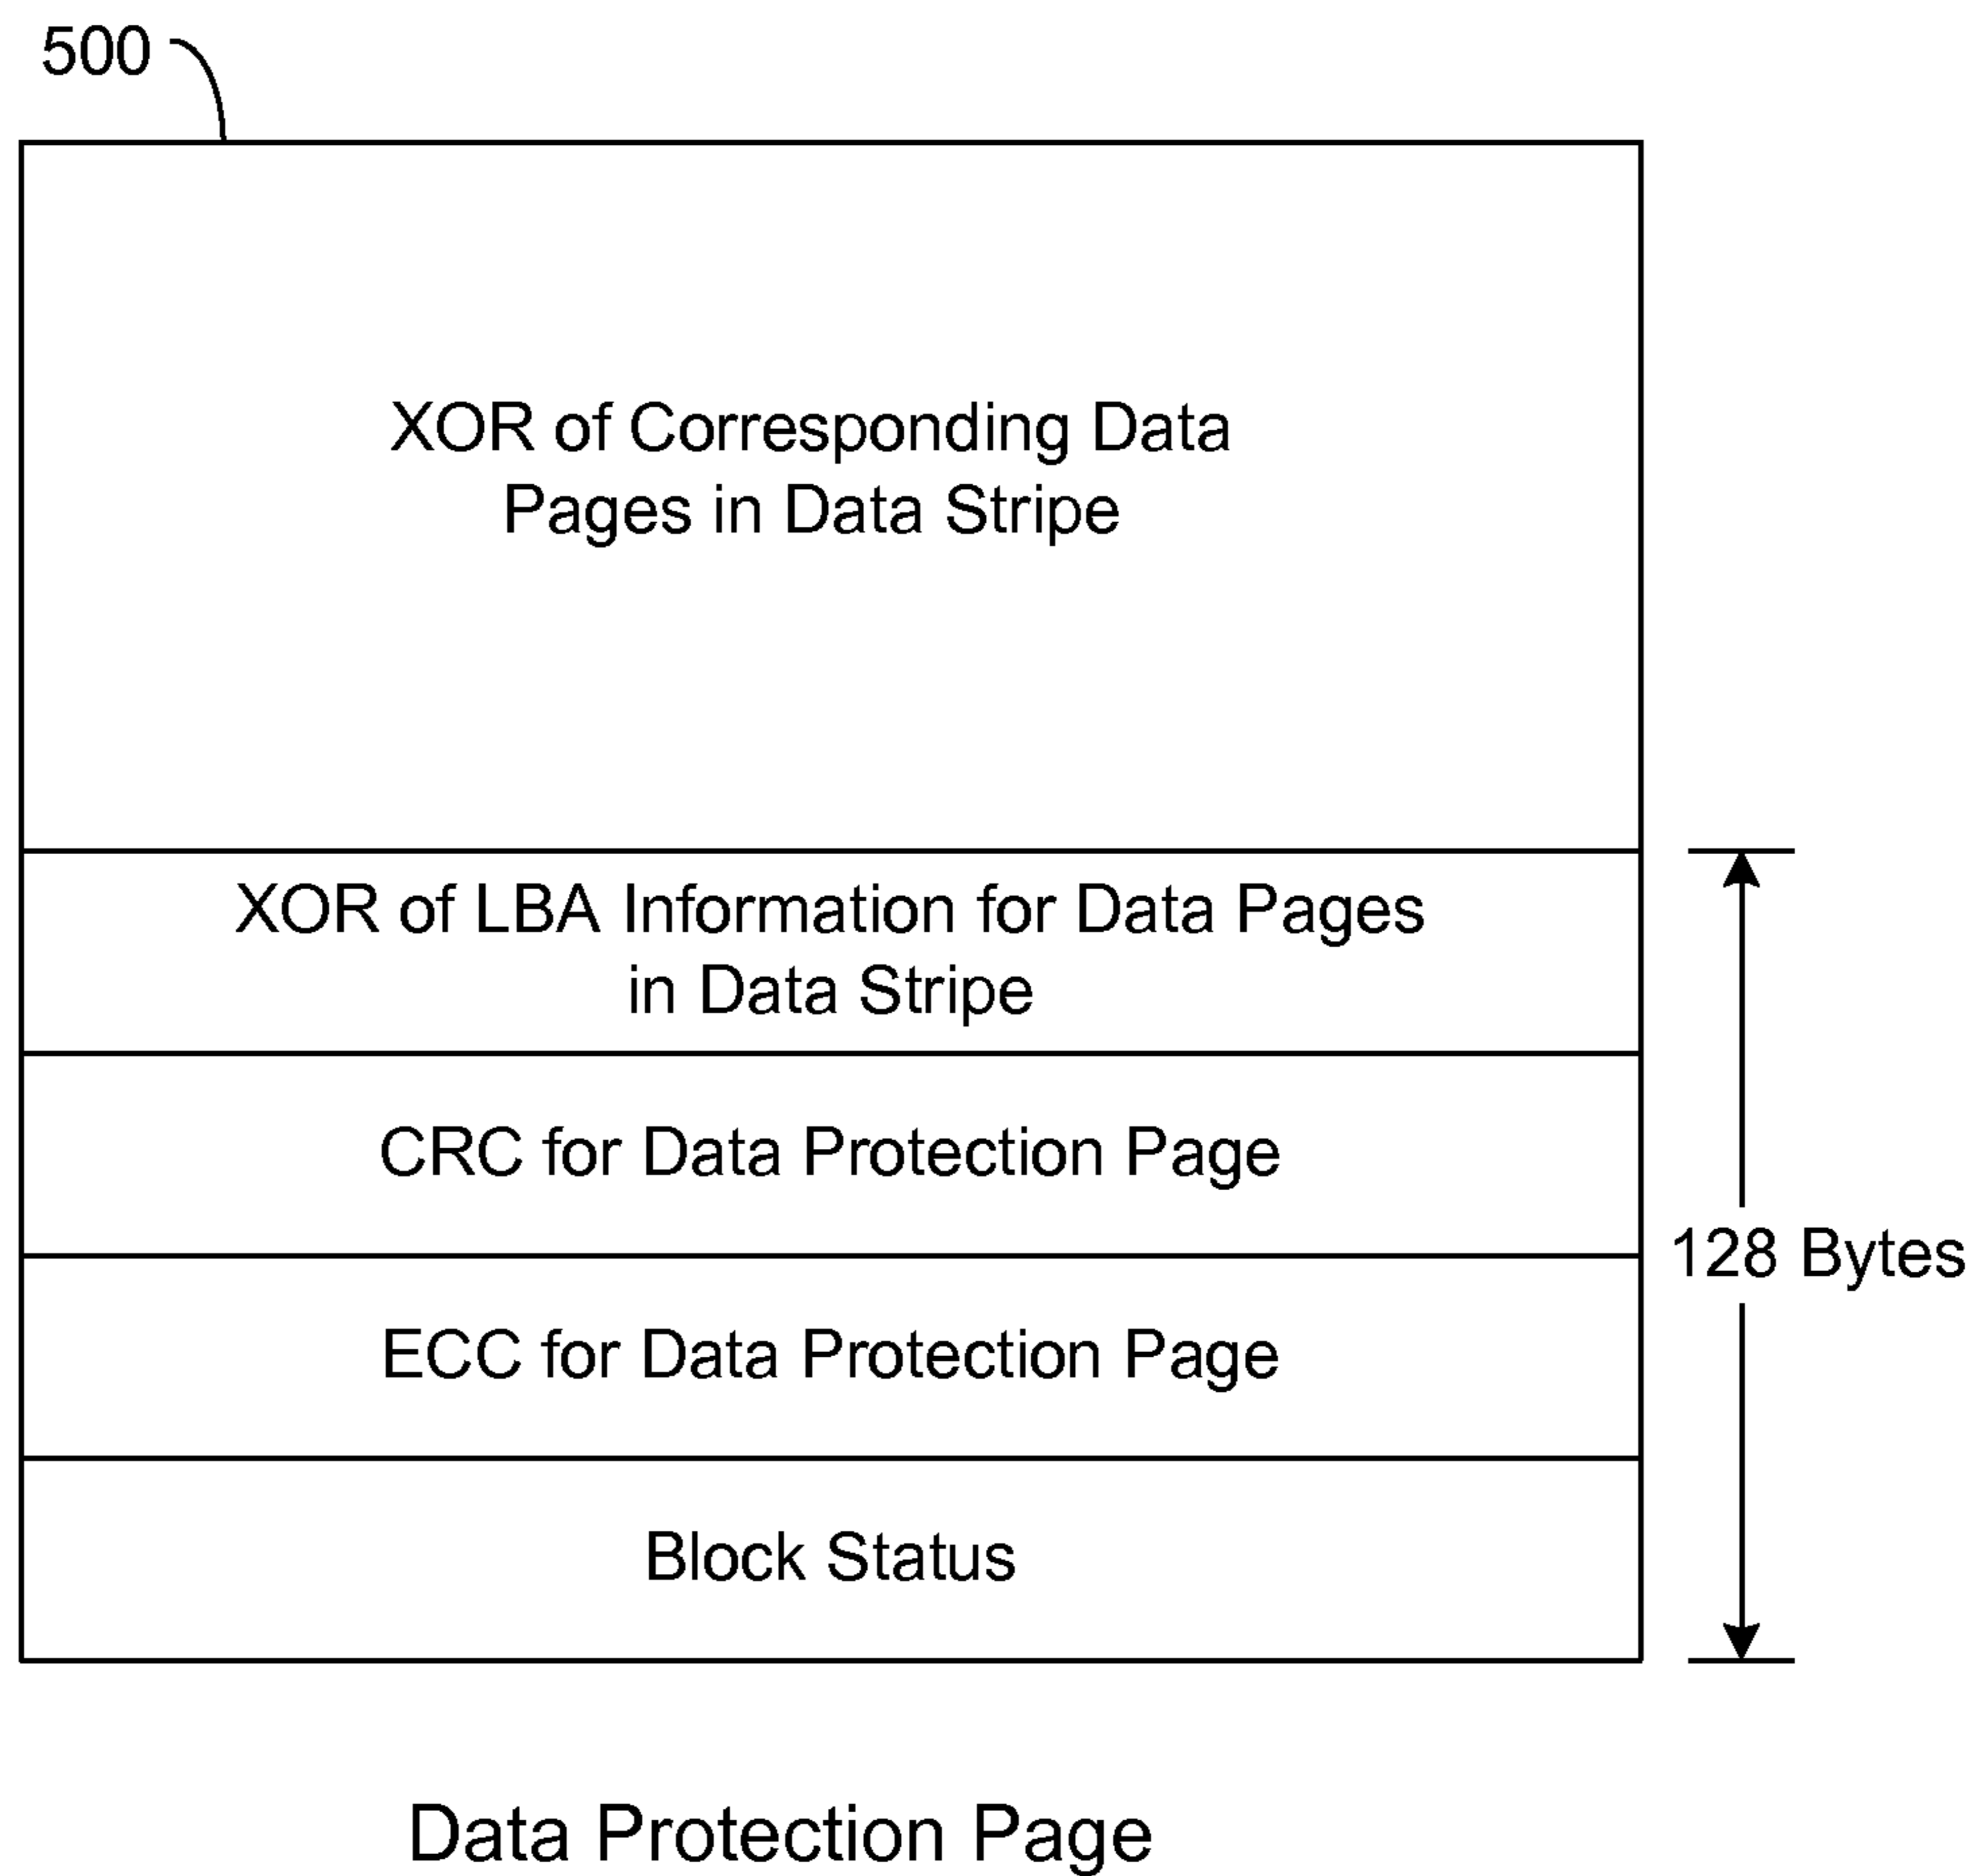 500
XOR of Corresponding Data
Pages in Data Stripe
XOR of LBA Information for Data Pages
in Data Stripe
CRC for Data Protection Page
128 Bytes
ECC for Data Protection Page
Block Status
Data Protection Page